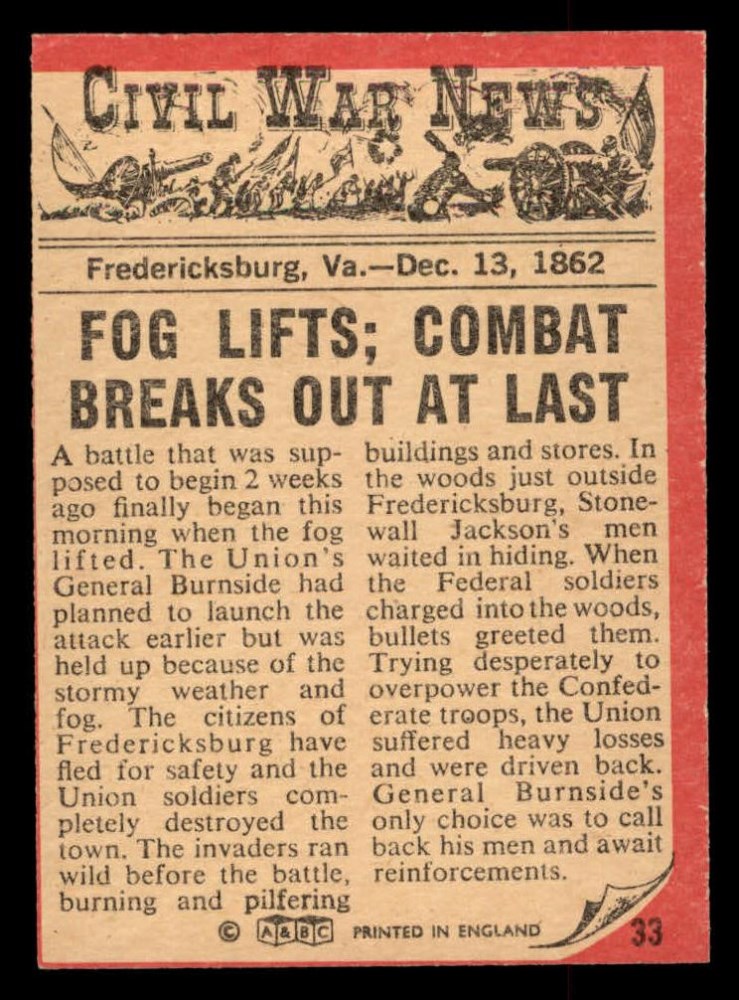 CIVIL WAR NEWS
Fredericksburg, Va.—Dec. 13, 1862
FOG LIFTS; COMBAT
BREAKS OUT AT LAST
A battle that was sup-
posed to begin 2 weeks
ago finally began this
morning when the fog
lifted. The Union's
General Burnside had
planned to launch the
attack earlier but was
held up because of the
stormy weather and
fog. The citizens of
Fredericksburg have
fled for safety and the
Union soldiers com-
pletely destroyed the
town. The invaders ran
wild before the battle,
burning and pilfering
buildings and stores. In
the woods just outside
Fredericksburg, Stone-
wall Jackson's men
waited in hiding. When
the Federal soldiers
charged into the woods,
bullets greeted them.
Trying desperately to
overpower the Confed-
erate troops, the Union
suffered heavy losses
and were driven back.
General Burnside's
only choice was to call
back his men and await
reinforcements.
© A&BC PRINTED IN ENGLAND
33